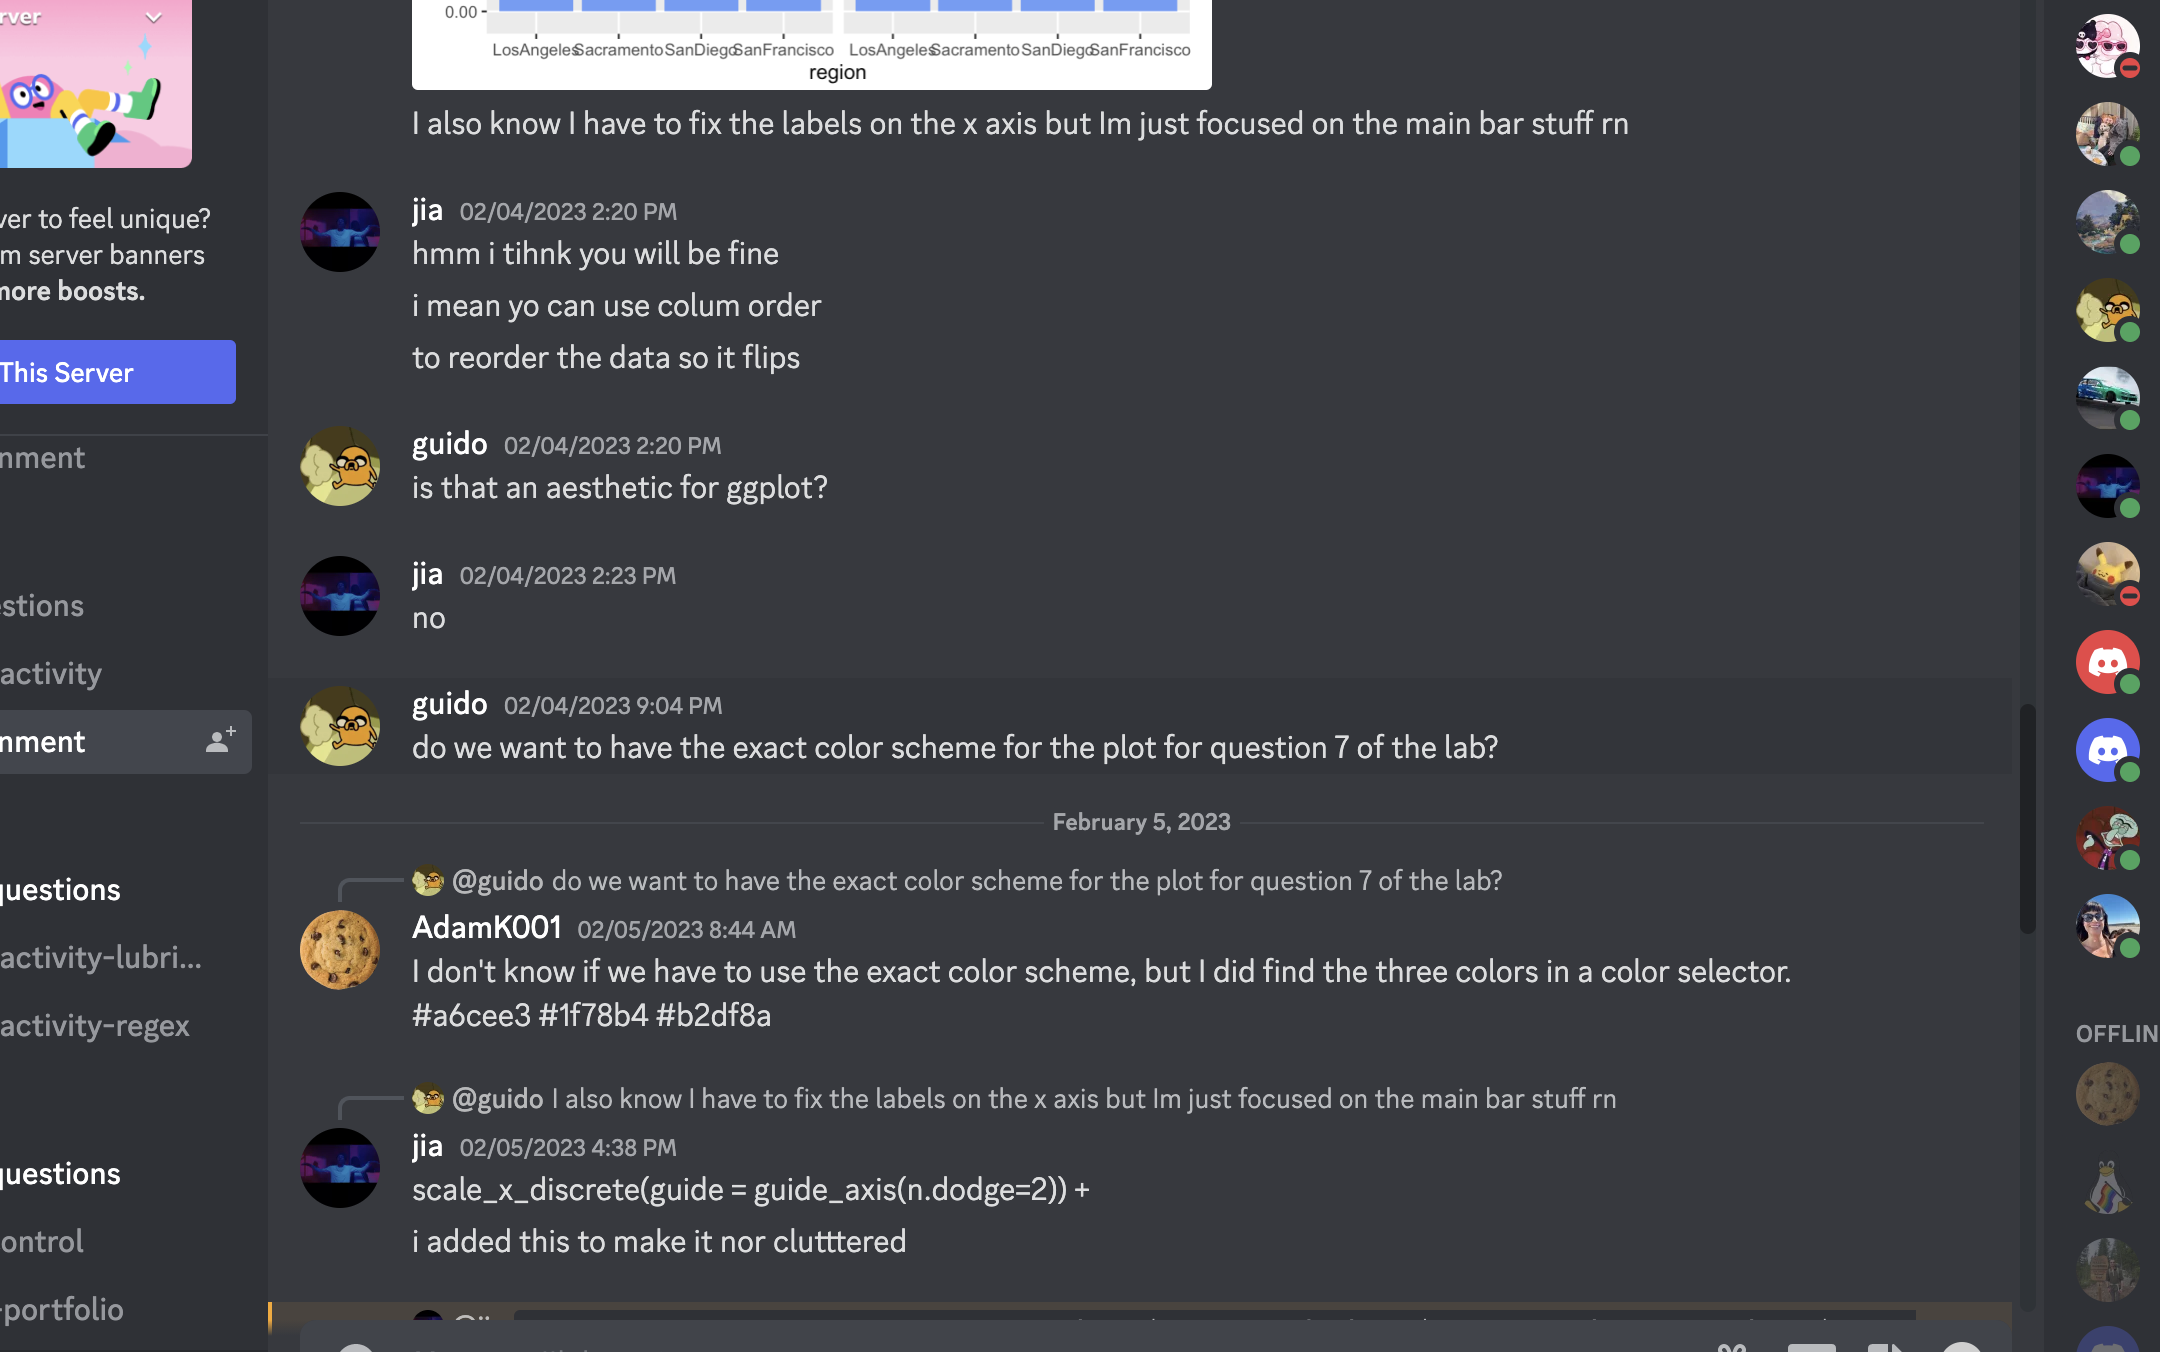 rver
ver to feel unique?
m server banners
more boosts.
This Server
nment
estions
activity
nment
questions
activity-lubri...
activity-regex
questions
ontrol
-portfolio
0.00
LosAngeles Sacramento SanDiego SanFrancisco LosAngeles Sacramento SanDiego SanFrancisco
region
I also know I have to fix the labels on the x axis but Im just focused on the main bar stuff rn
jia 02/04/2023 2:20 PM
hmm i tihnk you will be fine
i mean yo can use colum order
to reorder the data so it flips
guido 02/04/2023 2:20 PM
is that an aesthetic for ggplot?
jia 02/04/2023 2:23 PM
no
guido 02/04/2023 9:04 PM
do we want to have the exact color scheme for the plot for question 7 of the lab?
February 5, 2023
@guido do we want to have the exact color scheme for the plot for question 7 of the lab?
AdamK001 02/05/2023 8:44 AM
I don't know if we have to use the exact color scheme, but I did find the three colors in a color selector.
#a6cee3 #1f78b4 #b2df8a
@guido I also know I have to fix the labels on the x axis but Im just focused on the main bar stuff rn
jia 02/05/2023 4:38 PM
scale_x_discrete(guide = guide_axis(n.dodge=2)) +
i added this to make it nor clutttered
OFFLIN